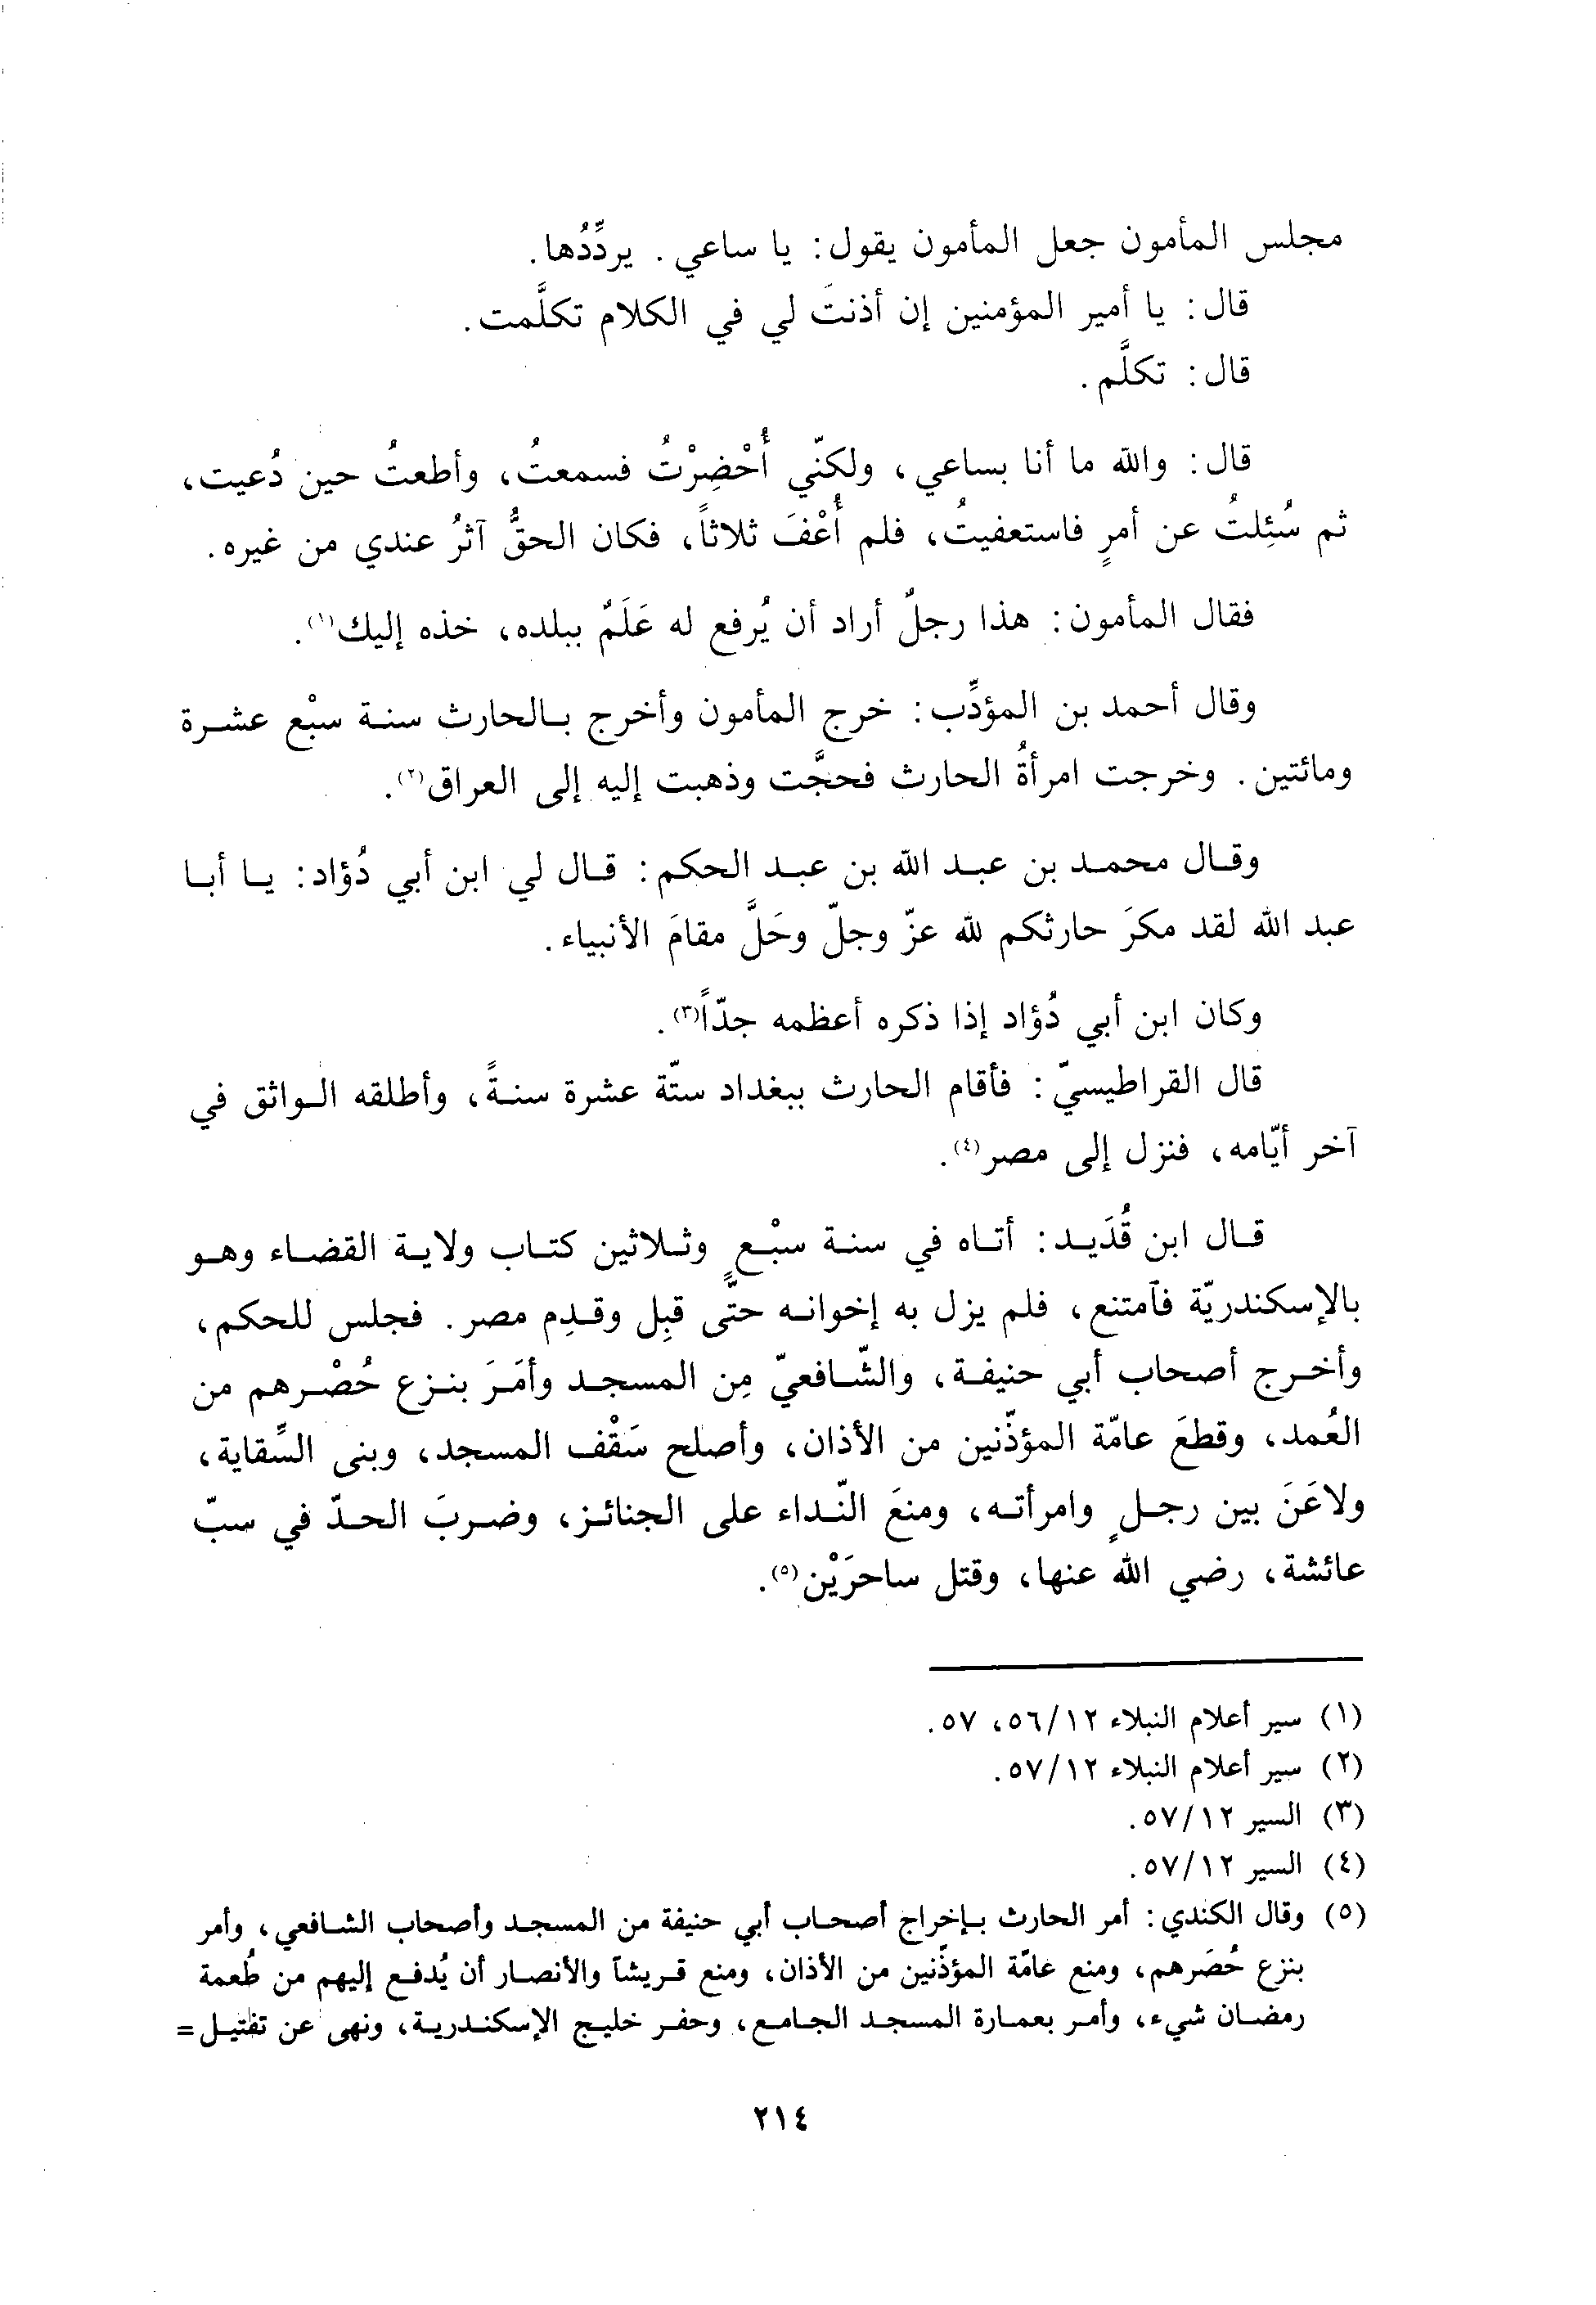 مجلس المأمون جعل المأمون يقول: يا ساعي. يردِّدُها.
قال: يا أمير المؤمنين إن أذنتَ لي في الكلام تكلَّمت.
قال: تكلَّم.
قال: والله ما أنا بساعي، ولكنّي أُحْضِرْتُ فسمعتُ، وأطعتُ حين دُعيت،
ثم سُئِلتُ عن أمرٍ فاستعفيتُ، فلم أُعْفَ ثلاثاً، فكان الحقُّ آثرُ عندي من غيره.
فقال المأمون: هذا رجلٌ أراد أن يُرفع له عَلَمٌ ببلده، خذه إليك(١).
وقال أحمد بن المؤدِّب: خرج المأمون وأخرج بالحارث سنة سبْع عشرة
ومائتين. وخرجت امرأةُ الحارث فحجَّت وذهبت إليه إلى العراق(٢).
وقال محمد بن عبد الله بن عبد الحكم: قال لي ابن أبي دُؤاد: يا أبا
عبد الله لقد مكرَ حارثكم لله عزّ وجلّ وحَلَّ مقامَ الأنبياء.
وكان ابن أبي دُؤاد إذا ذكره أعظمه جدّاً(٣).
قال القراطيسيّ: فأقام الحارث ببغداد ستّة عشرة سنةً، وأطلقه الواثق في
آخر أيّامه، فنزل إلى مصر(٤).
قال ابن قُدَيد: أتاه في سنة سبْعٍ وثلاثين كتاب ولاية القضاء وهو
بالإسكندريّة فآمتنع، فلم يزل به إخوانه حتَّى قبِل وقدِم مصر. فجلس للحكم،
وأخرج أصحاب أبي حنيفة، والشّافعيّ مِن المسجد وأمَرَ بنزع حُصْرهم من
العُمد، وقطعَ عامّة المؤذّنين من الأذان، وأصلح سَقْف المسجد، وبنى السِّقاية،
ولاعَنَ بين رجلٍ وامرأته، ومنعَ النّداء على الجنائز، وضربَ الحدّ في سبّ
عائشة، رضي الله عنها، وقتل ساحرَيْن(٥).
(١) سير أعلام النبلاء ١٢/٥٦، ٥٧.
(٢) سير أعلام النبلاء ١٢/٥٧.
(٣) السير ١٢/٥٧.
(٤) السير ١٢/٥٧.
(٥) وقال الكندي: أمر الحارث بإخراج أصحاب أبي حنيفة من المسجد وأصحاب الشافعي، وأمر
بنزع حُصَرهم، ومنع عامّة المؤذّنين من الأذان، ومنع قريشاً والأنصار أن يُدفع إليهم من طُعمة
رمضان شيء، وأمر بعمارة المسجد الجامع، وحفر خليج الإسكندرية، ونهى عن تفتيل=
٢١٤